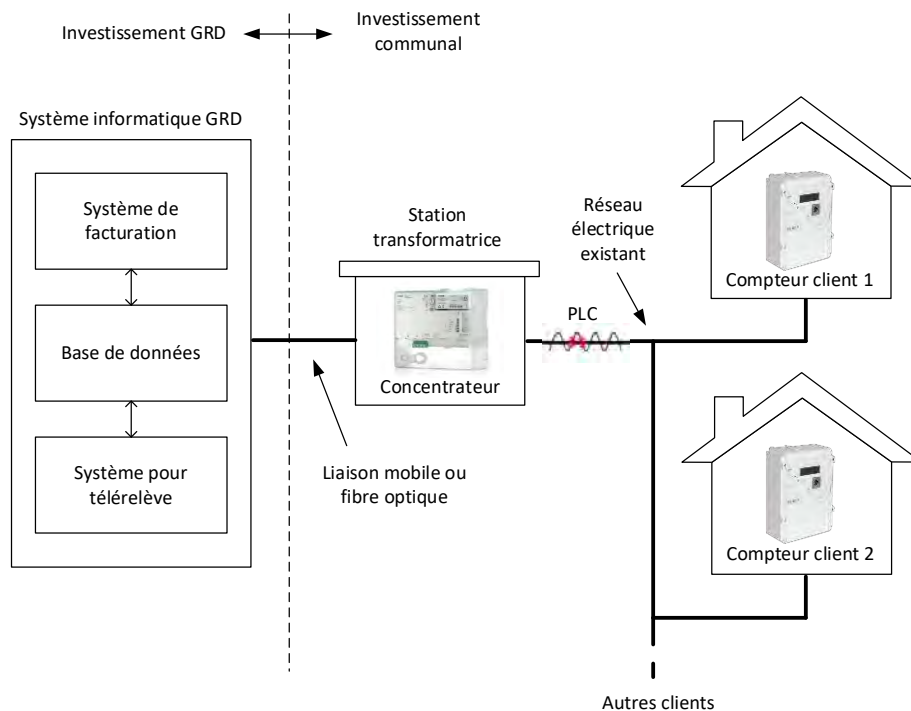 Investissement GRD
Investissement
communal
Système informatique GRD
Système de
facturation
Base de données
Système pour
télérelève
Station
transformatrice
Concentrateur
Liaison mobile ou
fibre optique
PLC
Réseau
électrique
existant
Compteur client 1
Compteur client 2
Autres clients